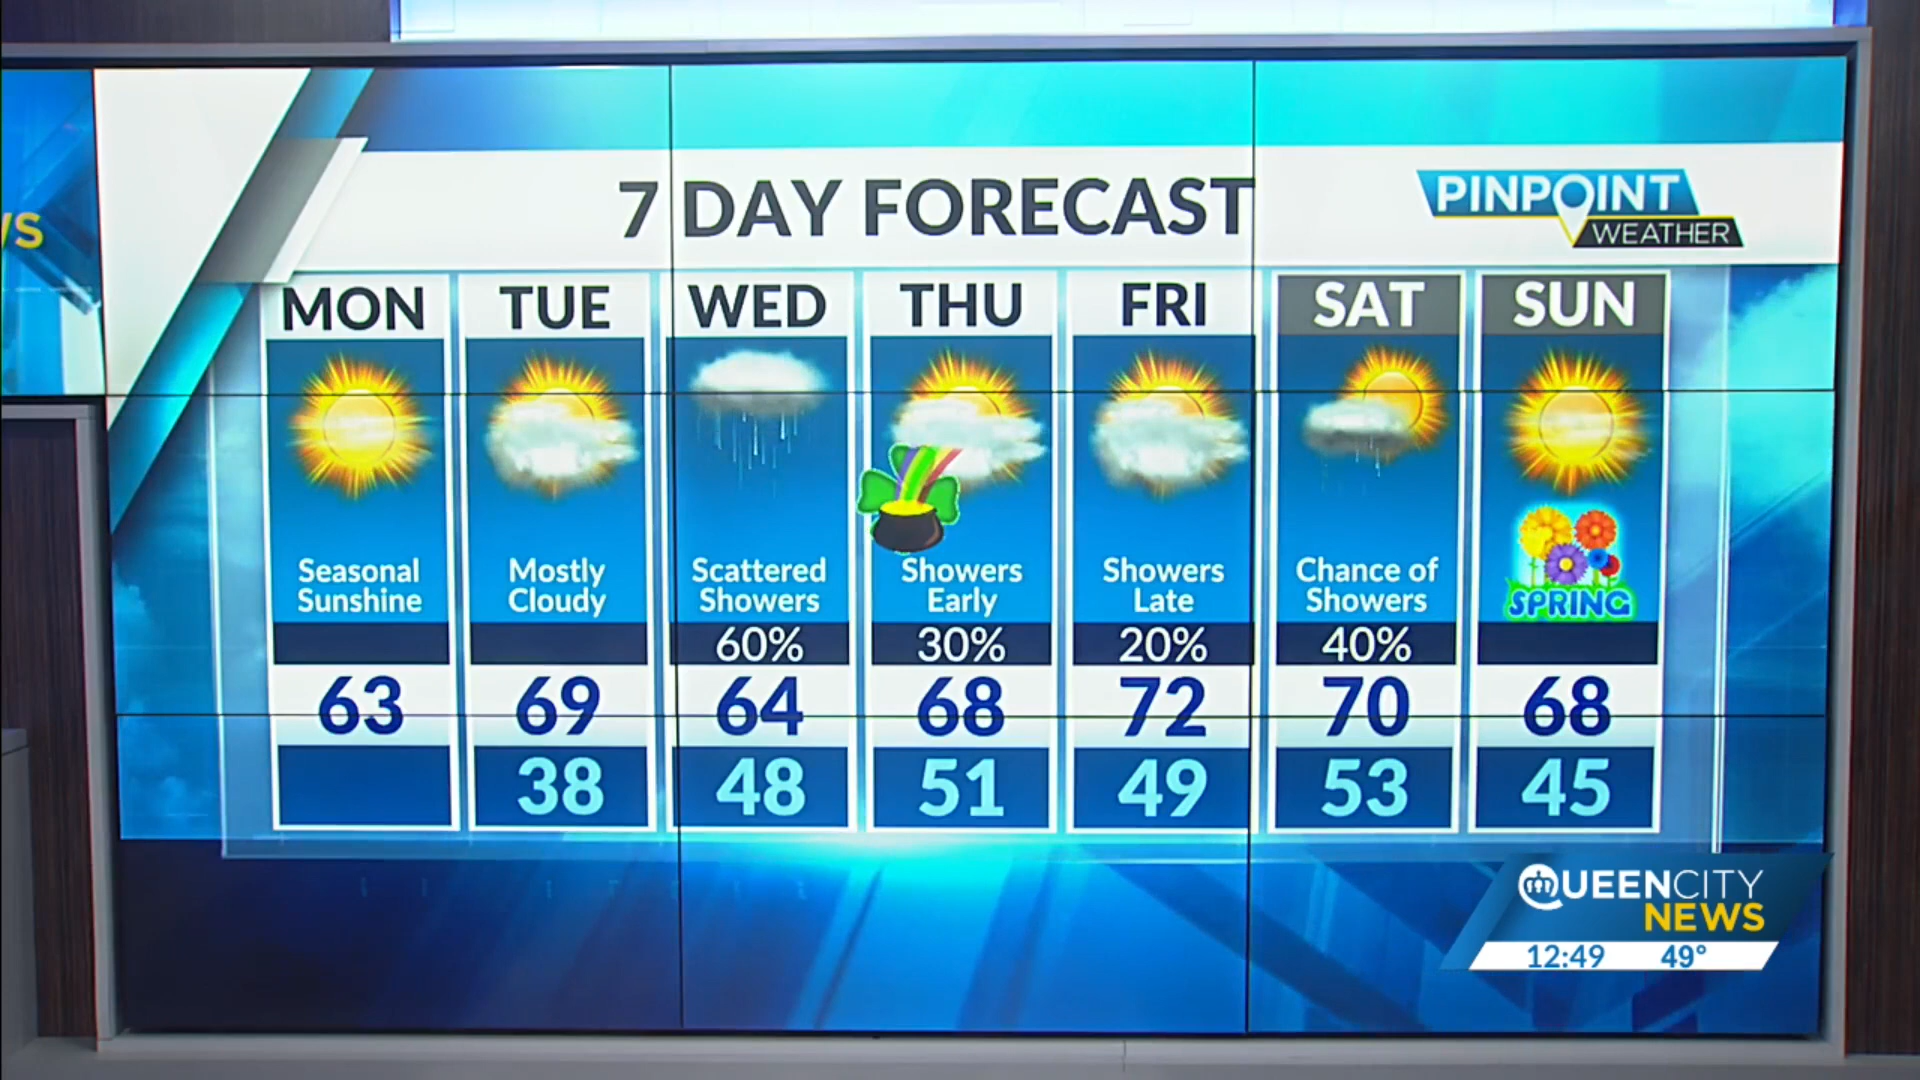 VS
7 DAY FORECAST
PINPOINT
WEATHER
MON TUE WED THU FRI SAT SUN
Seasonal
Sunshine
Mostly
Cloudy
Scattered
Showers
Showers
Early
Showers
Late
Chance of
Showers
SPRING
60% 30% 20% 40%
63 69 64 68 72 70 68
38 48 51 49 53 45
QUEENCITY
NEWS
12:49 49°